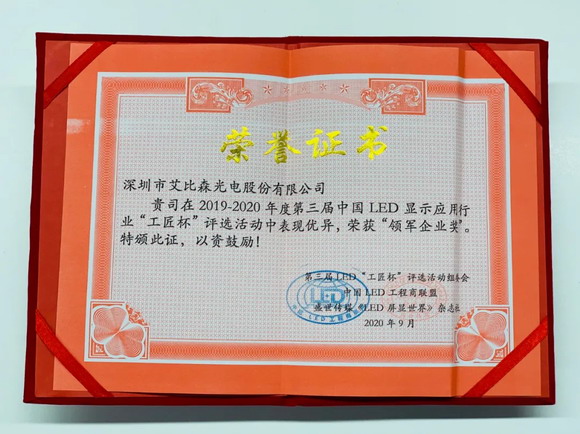 荣誉证书
深圳市艾比森光电股份有限公司
贵司在2019-2020年度第三届中国LED显示应用行
业“工匠杯”评选活动中表现优异，荣获“领军企业奖”。
特颁此证，以资鼓励！
第三届LED“工匠杯”评选活动组委会
中国LED工程商联盟
盛世传媒《LED屏显世界》杂志社
2020年9月
LED